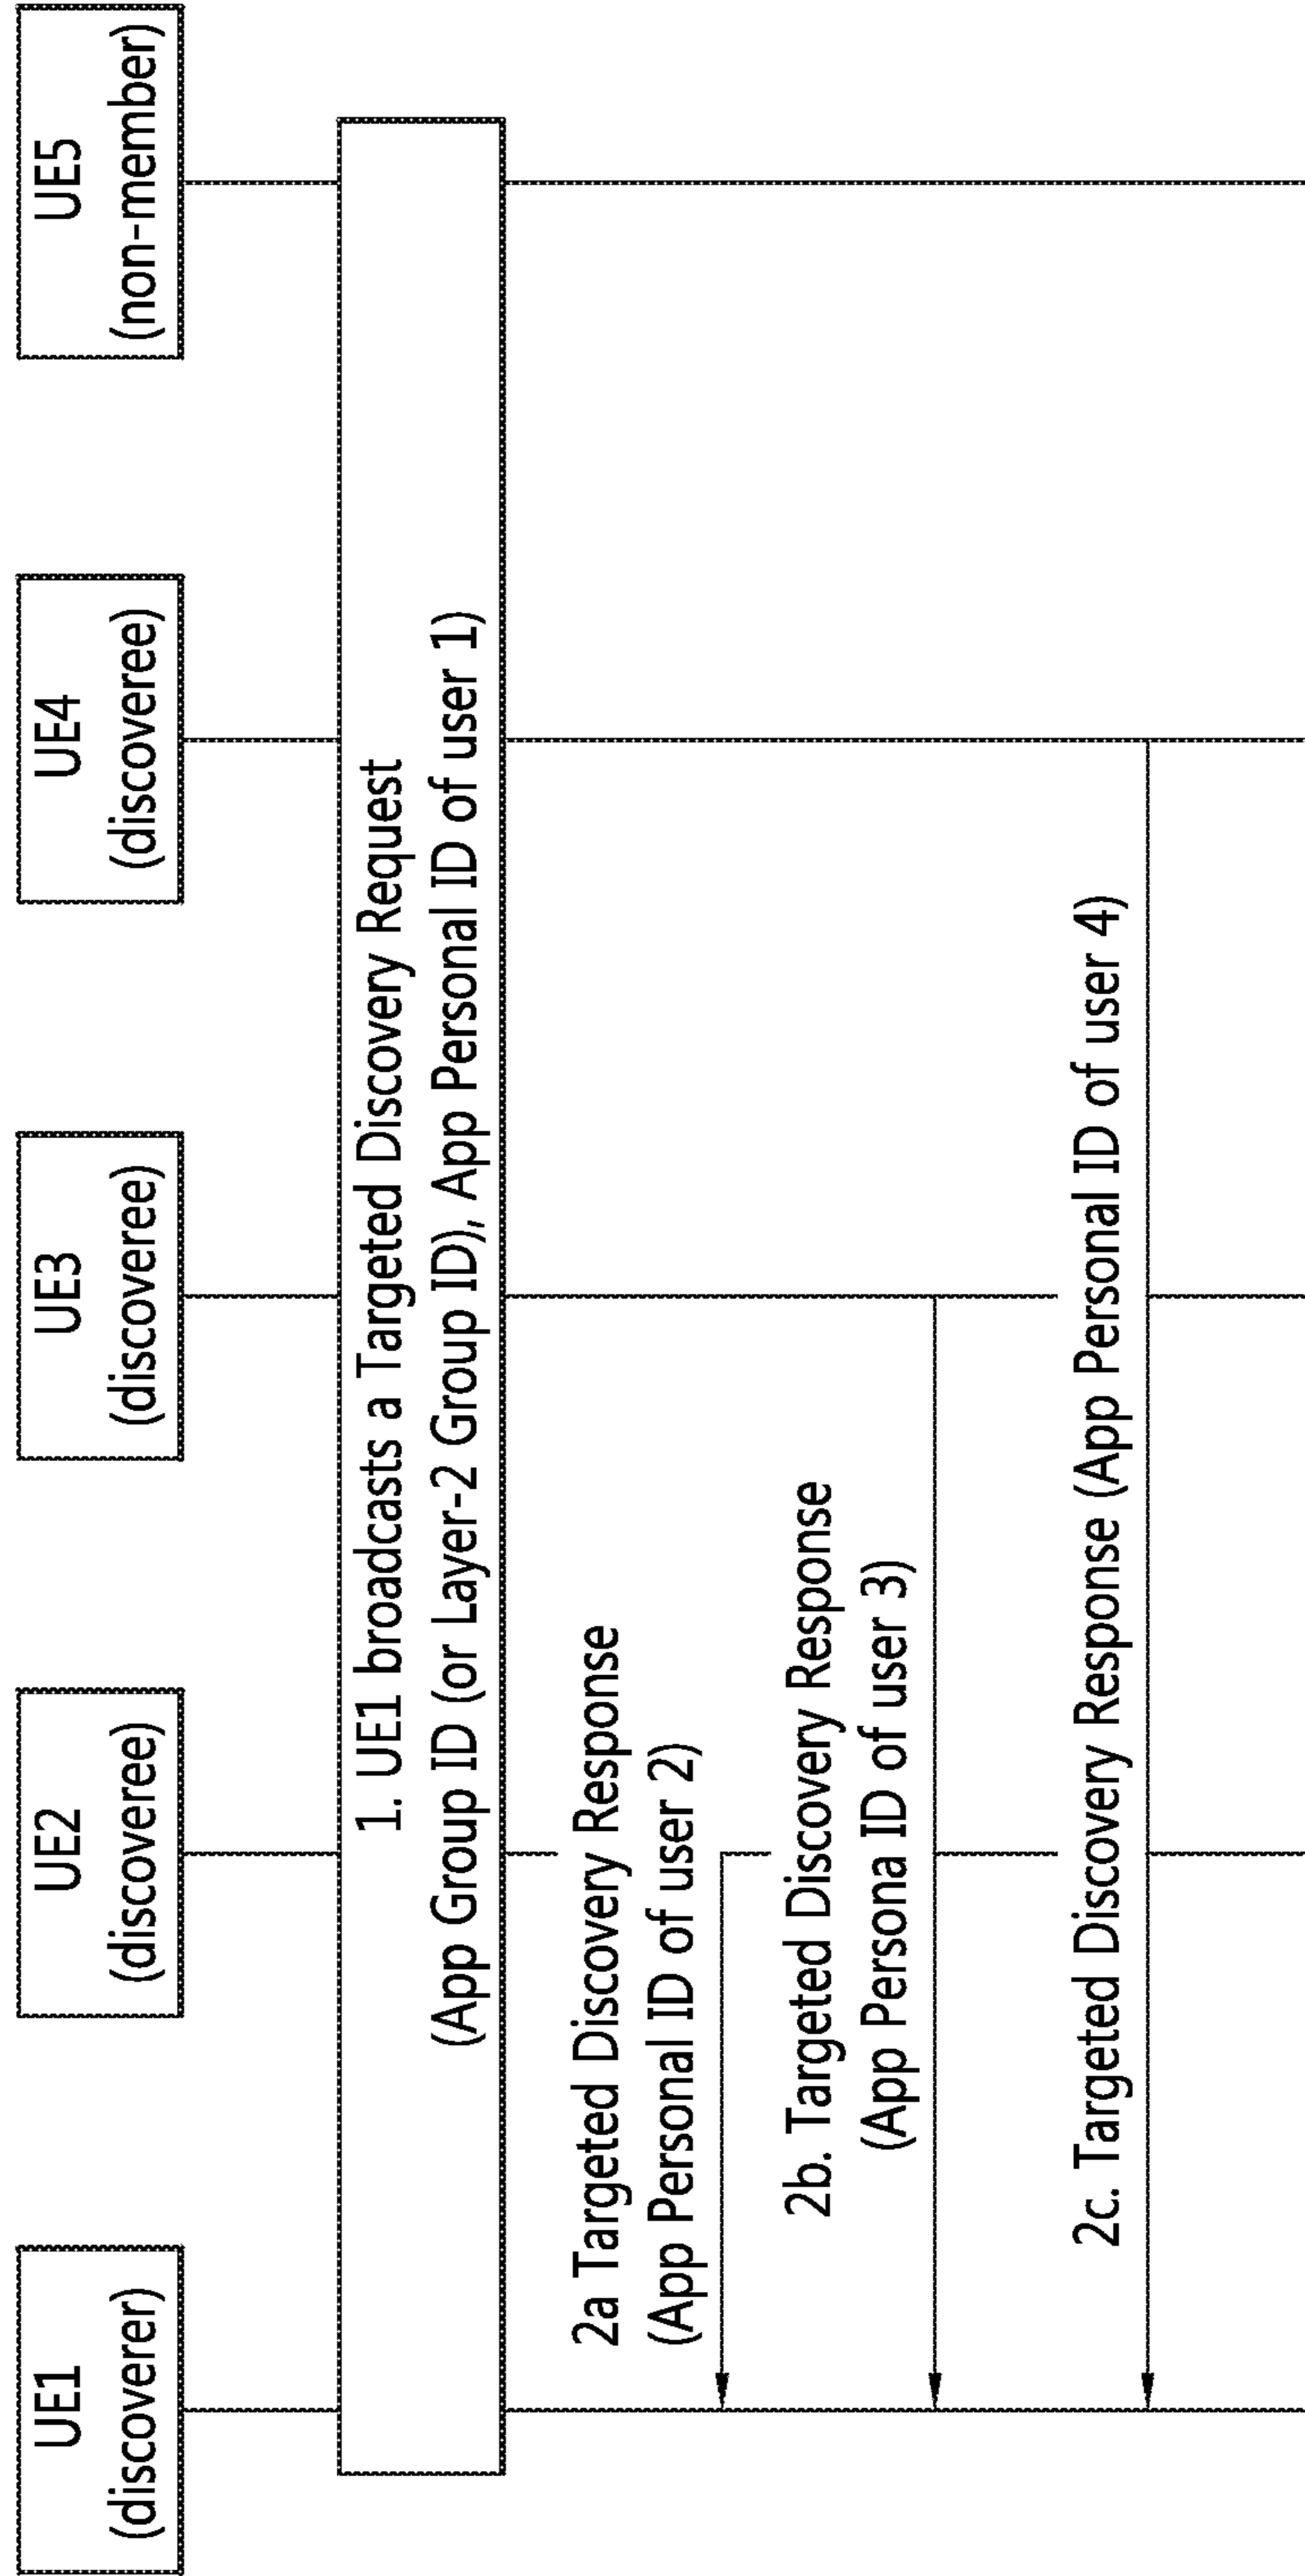 UE1
(discoverer)
UE2
(discoveree)
UE3
(discoveree)
UE4
(discoveree)
UE5
(non-member)
1. UE1 broadcasts a Targeted Discovery Request
(App Group ID (or Layer-2 Group ID), App Personal ID of user 1)
2a Targeted Discovery Response
(App Personal ID of user 2)
2b. Targeted Discovery Response
(App Persona ID of user 3)
2c. Targeted Discovery Response (App Personal ID of user 4)